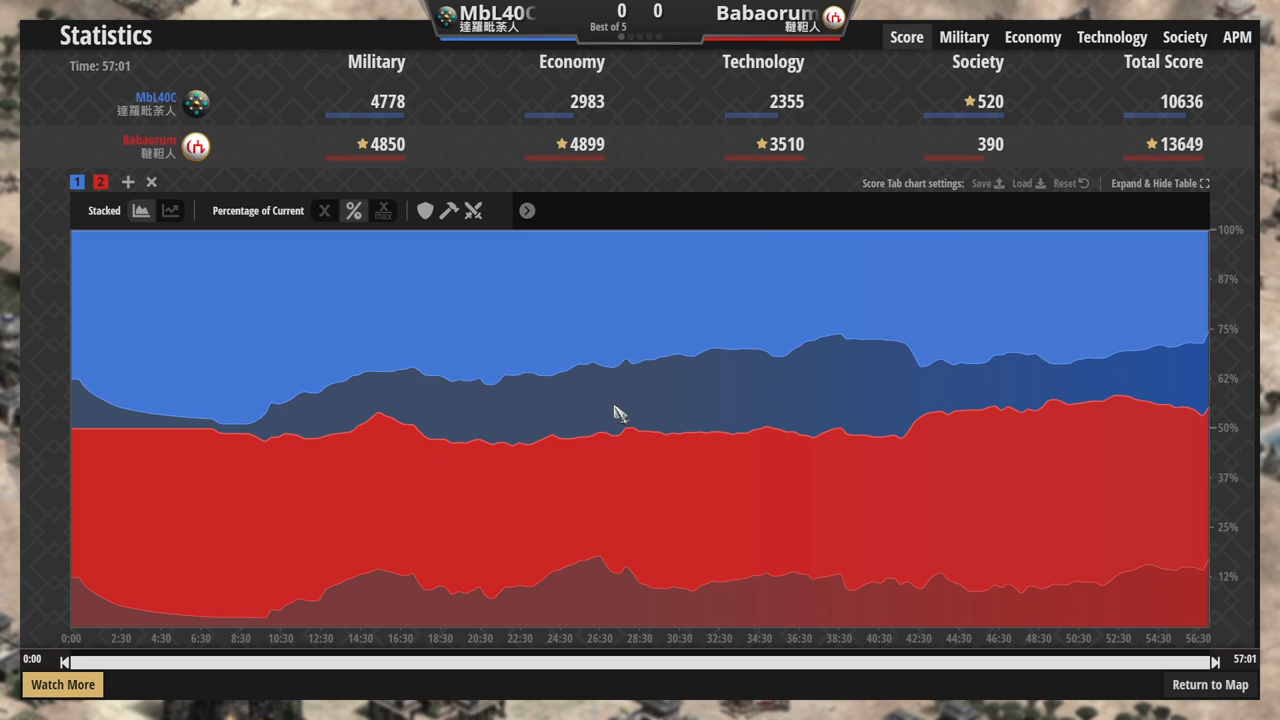 MbL40C 0 0 Babaorum
達羅毗荼人 Best of 5 韃靼人
Statistics
Score Military Economy Technology Society APM
Time: 57:01 Military Economy Technology Society Total Score
MbL40C
達羅毗荼人 4778 2983 2355 520 10636
Babaorum
韃靼人 4850 4899 3510 390 13649
1 2 Score Tab chart settings: Save Load Reset Expand & Hide Table
Stacked Percentage of Current X % X/max
100%
87%
75%
62%
50%
37%
25%
12%
0:00 2:30 4:30 6:30 8:30 10:30 12:30 14:30 16:30 18:30 20:30 22:30 24:30 26:30 28:30 30:30 32:30 34:30 36:30 38:30 40:30 42:30 44:30 46:30 48:30 50:30 52:30 54:30 56:30
0:00 57:01
Watch More Return to Map